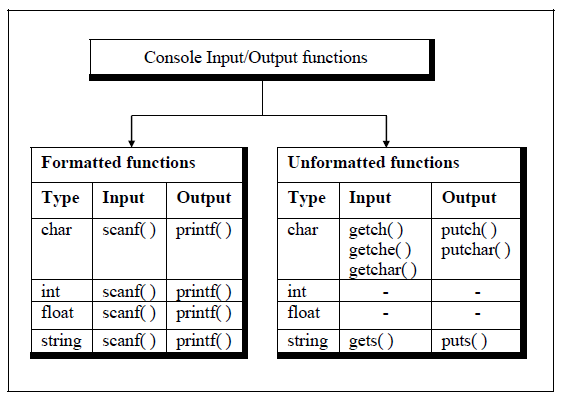 Console Input/Output functions
Formatted functions
Type Input Output
char scanf( ) printf( )
int scanf( ) printf( )
float scanf( ) printf( )
string scanf( ) printf( )
Unformatted functions
Type Input Output
char getch( ) putch( )
getche( ) putchar( )
getchar( )
int - -
float - -
string gets( ) puts( )